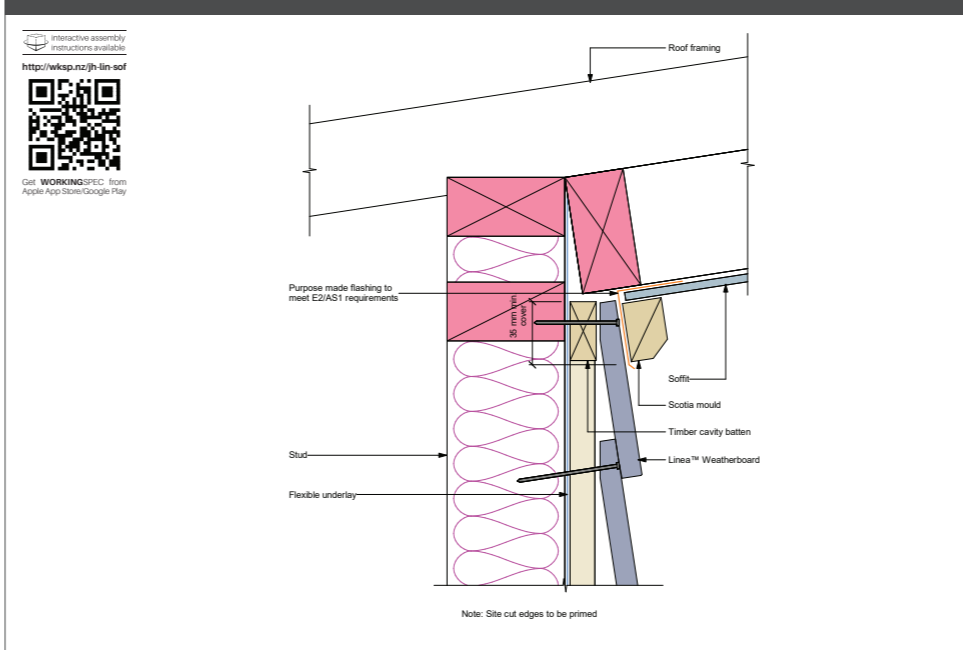 interactive assembly
instructions available
http://wksp.nz/jh-lin-sof
Get WORKINGSPEC from
Apple App Store/Google Play
Roof framing
Purpose made flashing to
meet E2/AS1 requirements
35 mm min
cover
Soffit
Scotia mould
Timber cavity batten
Stud
Linea™ Weatherboard
Flexible underlay
Note: Site cut edges to be primed